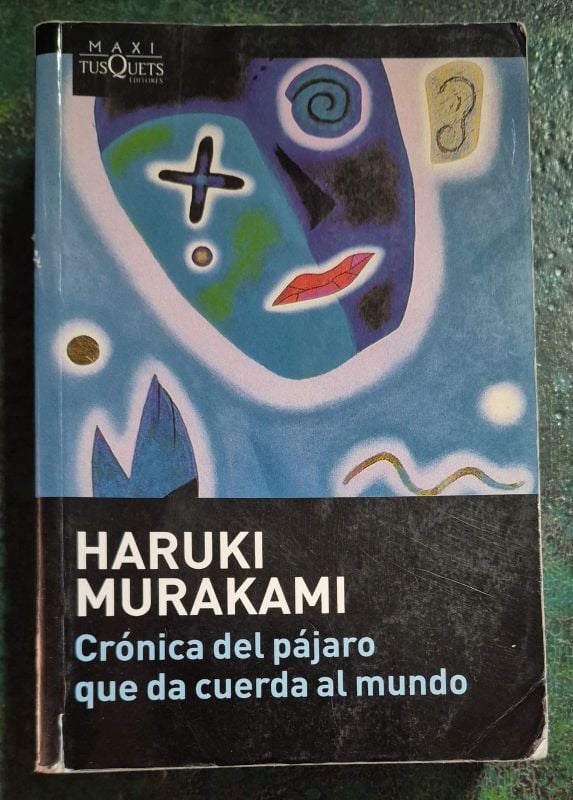 MAXI
TUSQUETS
EDITORES
HARUKI
MURAKAMI
Crónica del pájaro
que da cuerda al mundo